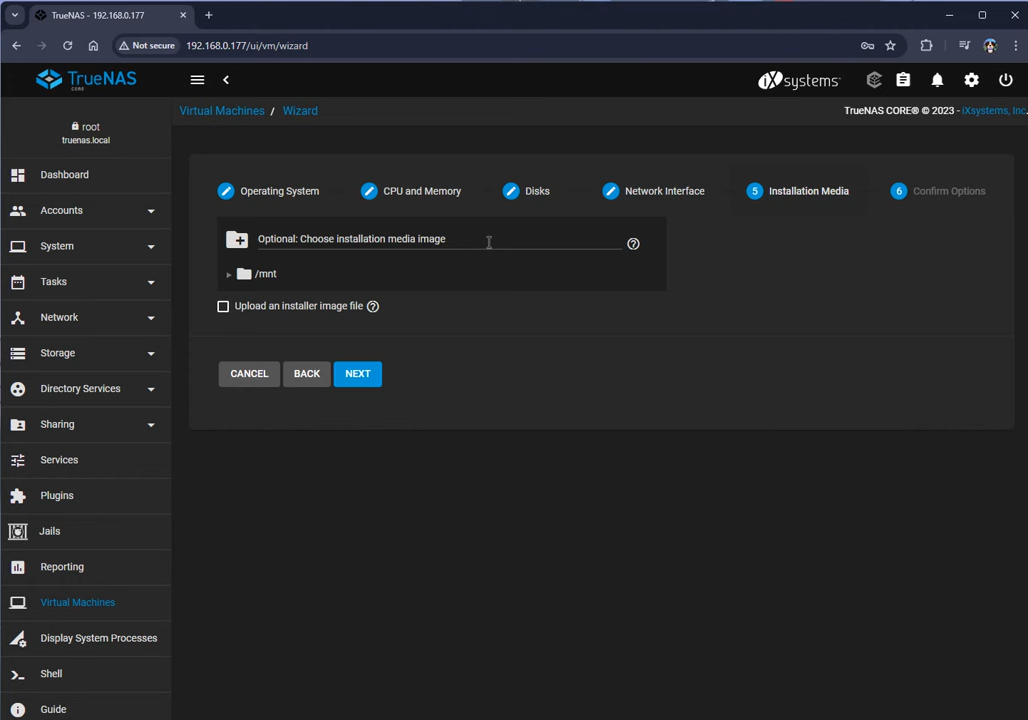 TrueNAS - 192.168.0.177
Not secure
192.168.0.177/ui/vm/wizard
TrueNAS
CORE
iXsystems
Virtual Machines / Wizard
TrueNAS CORE® © 2023 - iXsystems, Inc.
root
truenas.local
Dashboard
Accounts
System
Tasks
Network
Storage
Directory Services
Sharing
Services
Plugins
Jails
Reporting
Virtual Machines
Display System Processes
Shell
Guide
Operating System
CPU and Memory
Disks
Network Interface
5 Installation Media
6 Confirm Options
Optional: Choose installation media image
/mnt
Upload an installer image file
CANCEL
BACK
NEXT